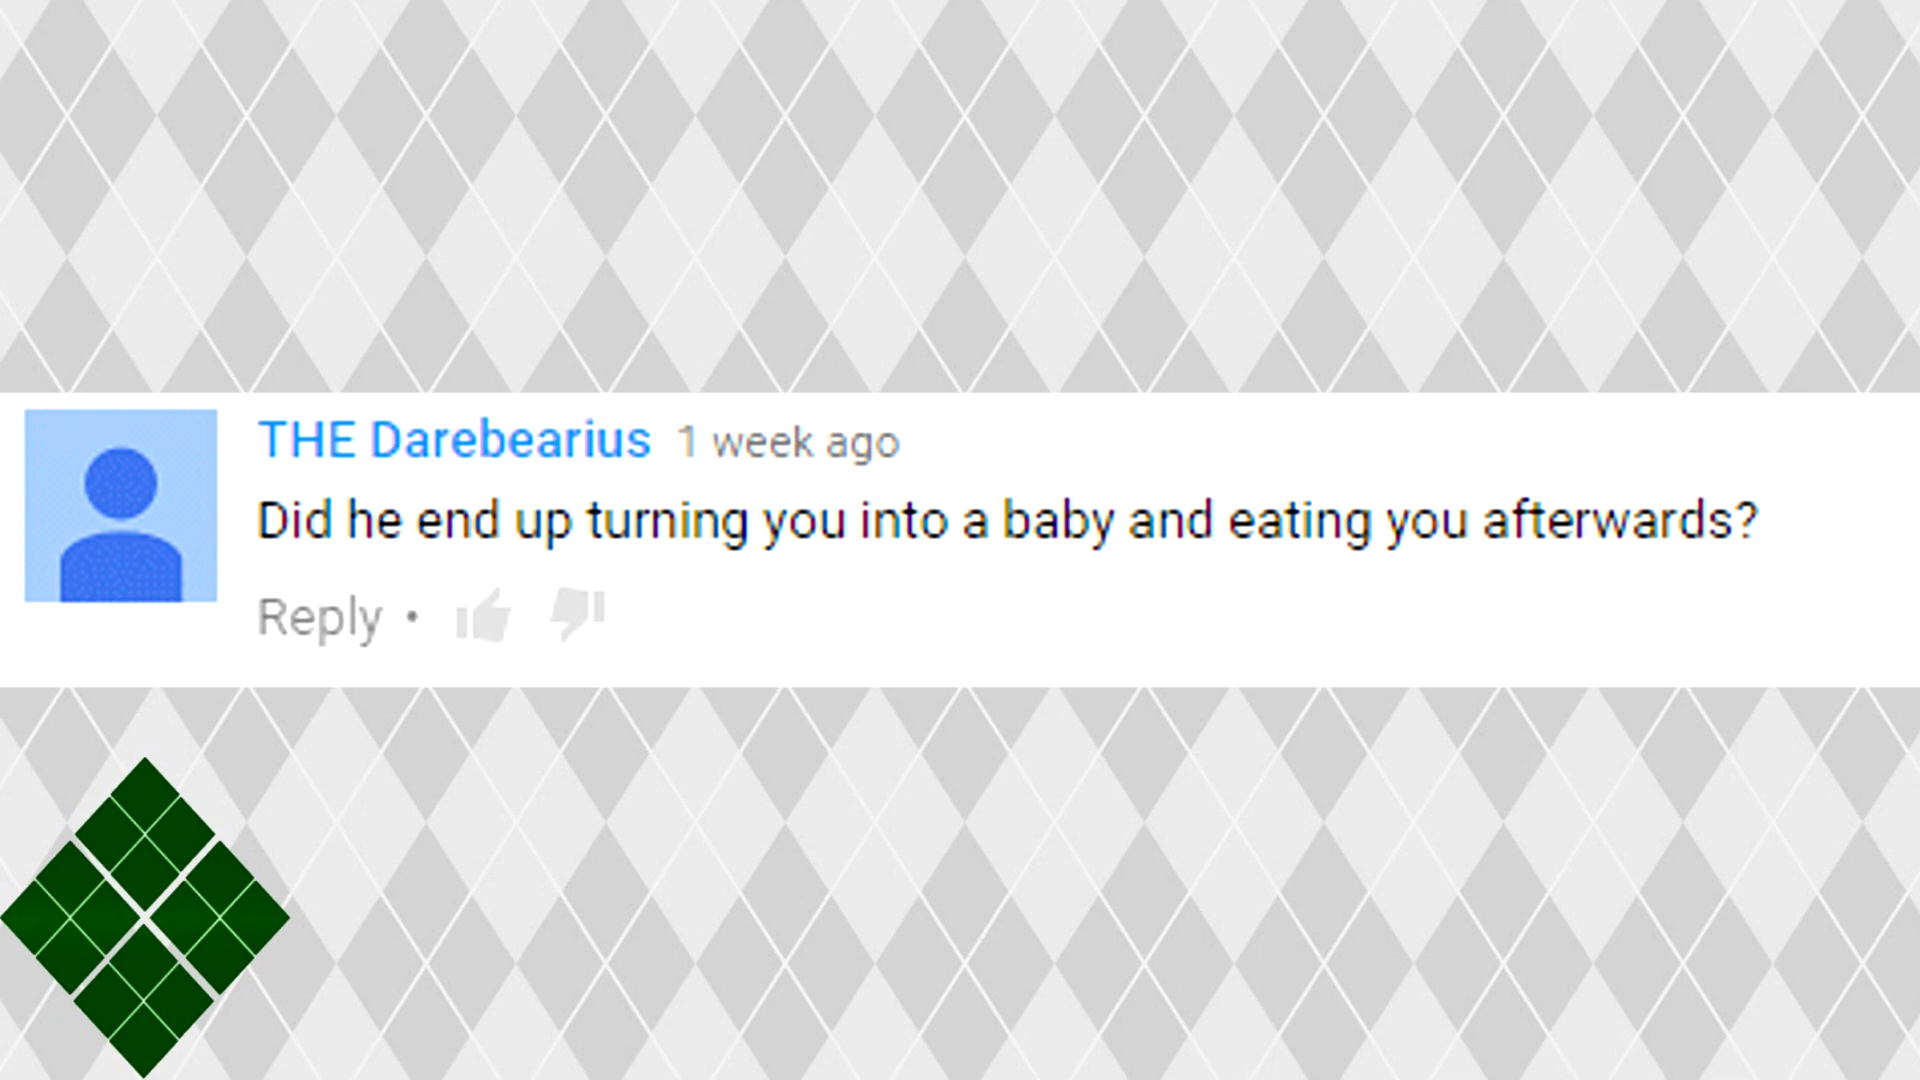 THE Darebearius 1 week ago
Did he end up turning you into a baby and eating you afterwards?
Reply •